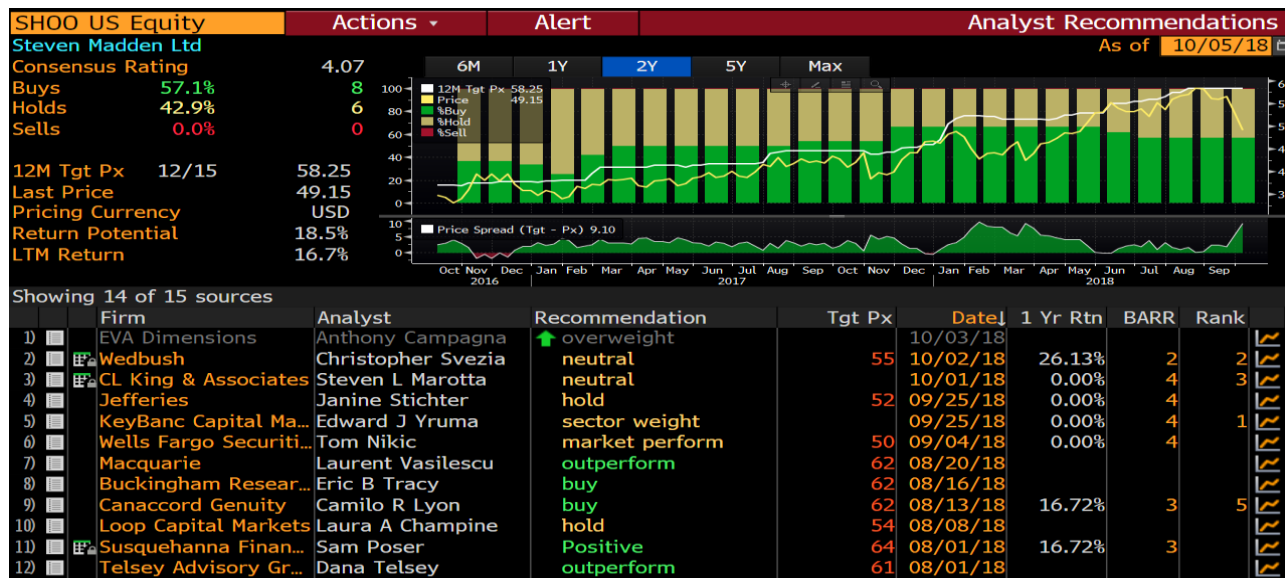 SHOO US Equity Actions Alert Analyst Recommendations
Steven Madden Ltd As of 10/05/18
Consensus Rating 4.07 6M 1Y 2Y 5Y Max
Buys 57.1% 8
Holds 42.9% 6
Sells 0.0% 0
12M Tgt Px 12/15 58.25
Last Price 49.15
Pricing Currency USD
Return Potential 18.5%
LTM Return 16.7%
12M Tgt Px 58.25
Price 49.15
%Buy
%Hold
%Sell
100
80
60
40
20
0
Price Spread (Tgt - Px) 9.10
10
5
0
Oct Nov Dec Jan Feb Mar Apr May Jun Jul Aug Sep Oct Nov Dec Jan Feb Mar Apr May Jun Jul Aug Sep
2016 2017 2018
Showing 14 of 15 sources
Firm Analyst Recommendation Tgt Px Date↓ 1 Yr Rtn BARR Rank
1) EVA Dimensions Anthony Campagna overweight 10/03/18
2) Wedbush Christopher Svezia neutral 55 10/02/18 26.13% 2 2
3) CL King & Associates Steven L Marotta neutral 10/01/18 0.00% 4 3
4) Jefferies Janine Stichter hold 52 09/25/18 0.00% 4
5) KeyBanc Capital Ma... Edward J Yruma sector weight 09/25/18 0.00% 4 1
6) Wells Fargo Securiti... Tom Nikic market perform 50 09/04/18 0.00% 4
7) Macquarie Laurent Vasilescu outperform 62 08/20/18
8) Buckingham Resear... Eric B Tracy buy 62 08/16/18
9) Canaccord Genuity Camilo R Lyon buy 62 08/13/18 16.72% 3 5
10) Loop Capital Markets Laura A Champine hold 54 08/08/18
11) Susquehanna Finan... Sam Poser Positive 64 08/01/18 16.72% 3
12) Telsey Advisory Gr... Dana Telsey outperform 61 08/01/18